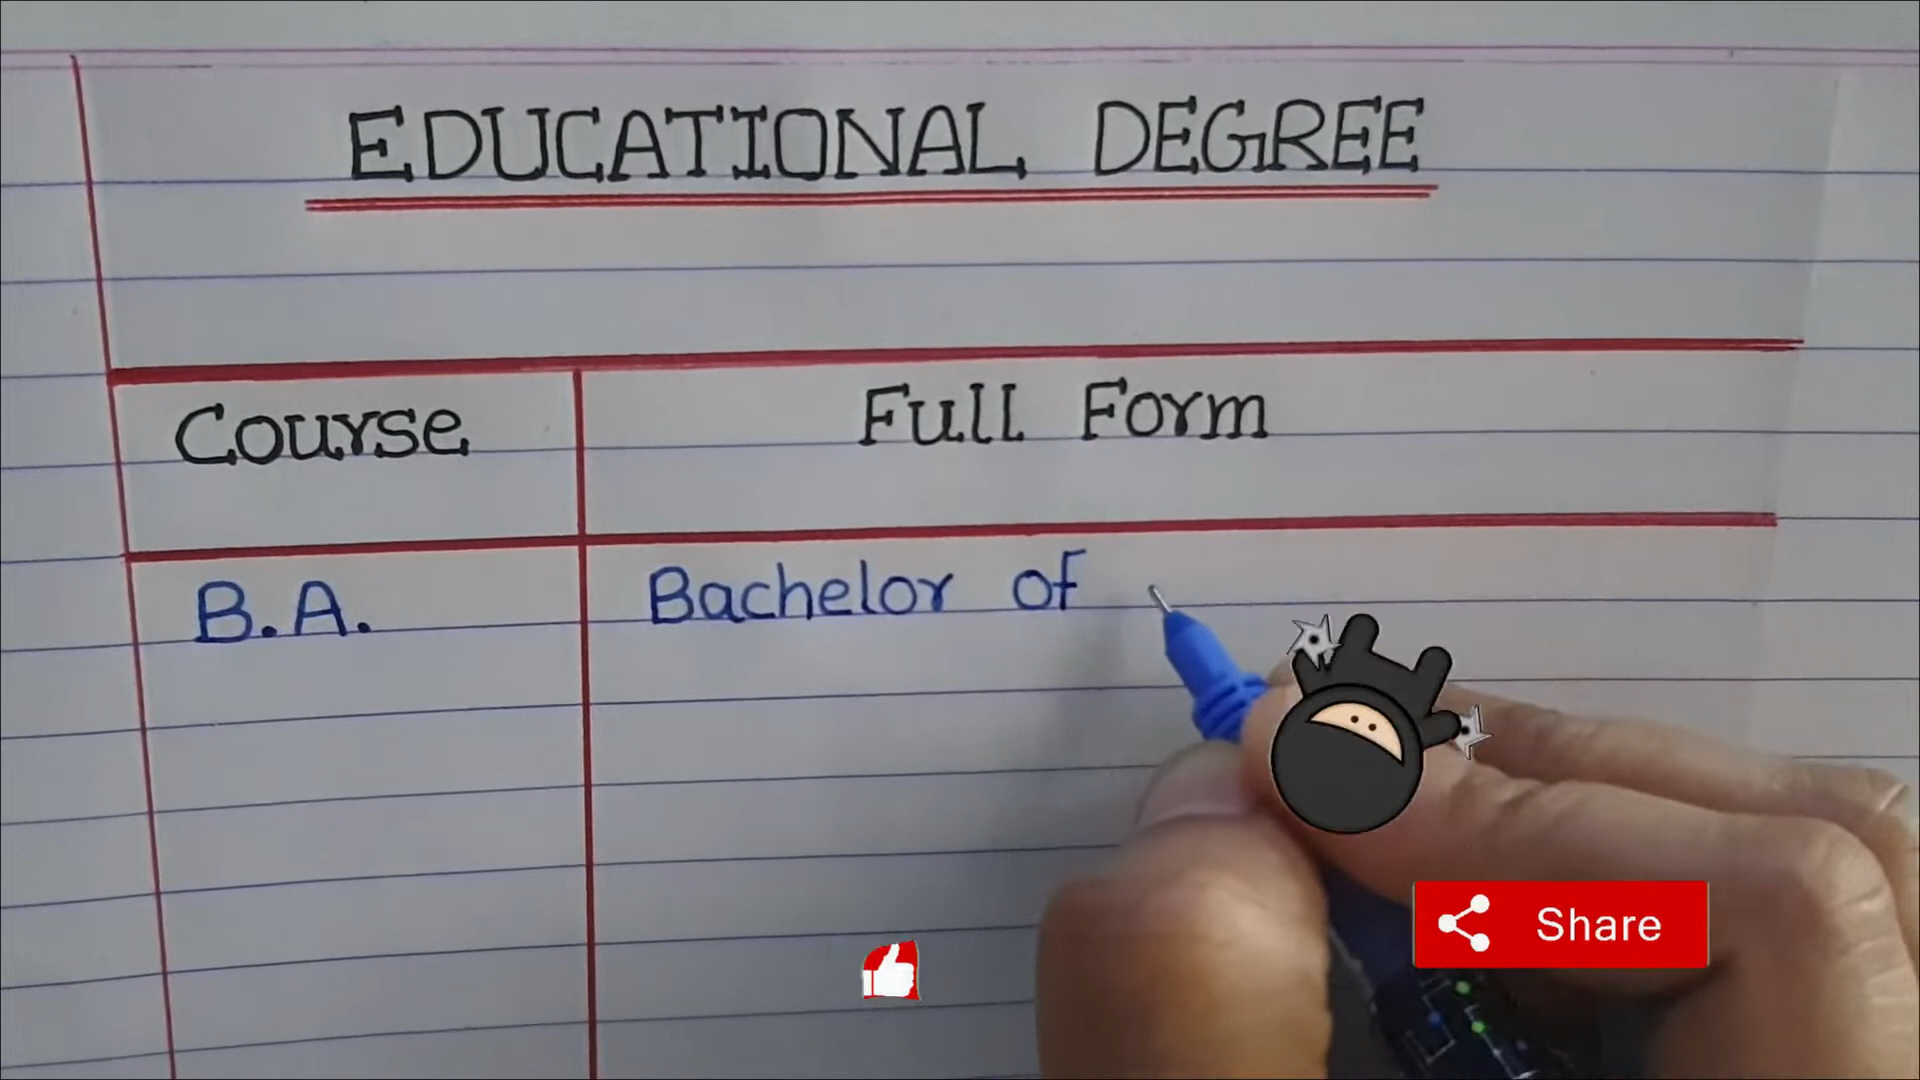 EDUCATIONAL DEGREE
Course Full Form
B.A. Bachelor of
Share